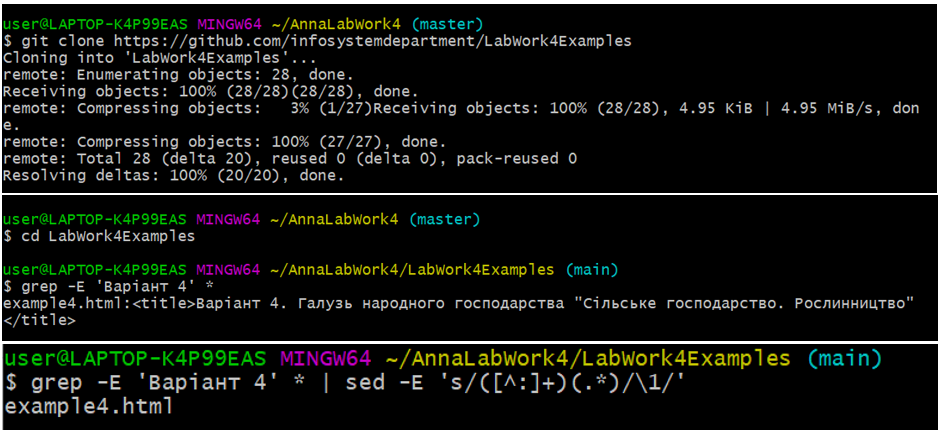 user@LAPTOP-K4P99EAS MINGW64 ~/AnnaLabWork4 (master)
$ git clone https://github.com/infosystemdepartment/LabWork4Examples
Cloning into 'LabWork4Examples'...
remote: Enumerating objects: 28, done.
Receiving objects: 100% (28/28)(28/28), done.
remote: Compressing objects:   3% (1/27)Receiving objects: 100% (28/28), 4.95 KiB | 4.95 MiB/s, don
e.
remote: Compressing objects: 100% (27/27), done.
remote: Total 28 (delta 20), reused 0 (delta 0), pack-reused 0
Resolving deltas: 100% (20/20), done.
user@LAPTOP-K4P99EAS MINGW64 ~/AnnaLabWork4 (master)
$ cd LabWork4Examples
user@LAPTOP-K4P99EAS MINGW64 ~/AnnaLabWork4/LabWork4Examples (main)
$ grep -E 'Варіант 4' *
example4.html:<title>Варіант 4. Галузь народного господарства "Сільське господарство. Рослинництво"
</title>
user@LAPTOP-K4P99EAS MINGW64 ~/AnnaLabWork4/LabWork4Examples (main)
$ grep -E 'Варіант 4' * | sed -E 's/([^:]+)(.*)/\1/'
example4.html